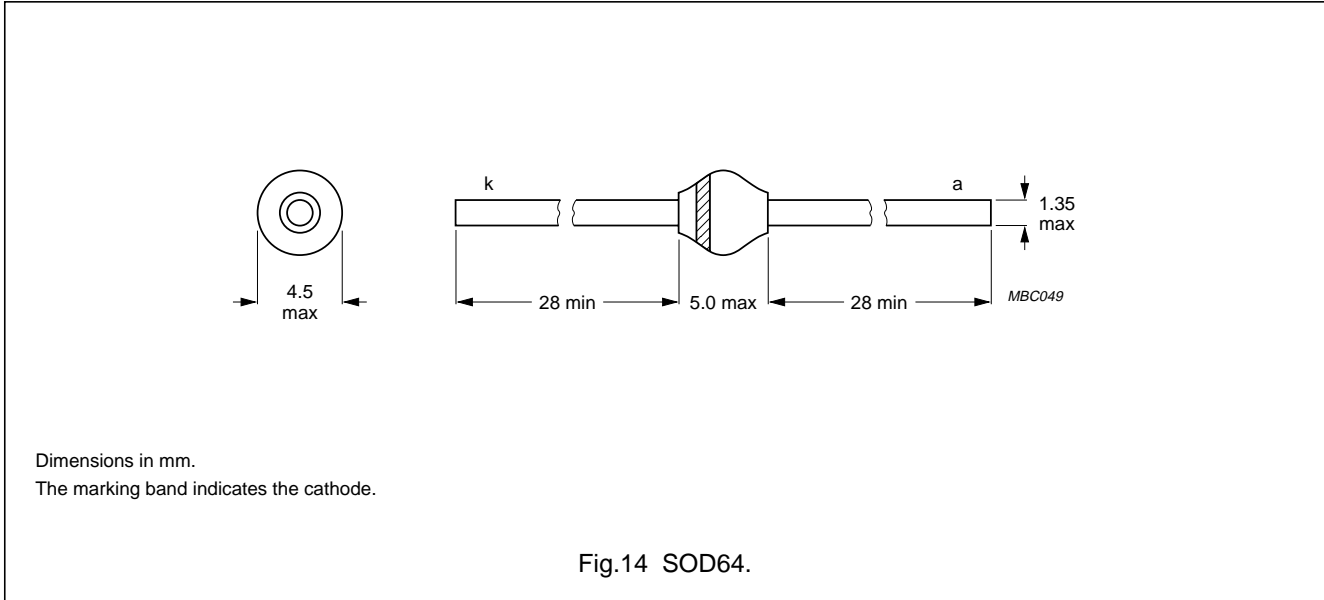 k
a
1.35
max
4.5
max
28 min
5.0 max
28 min
MBC049
Dimensions in mm.
The marking band indicates the cathode.
Fig.14 SOD64.